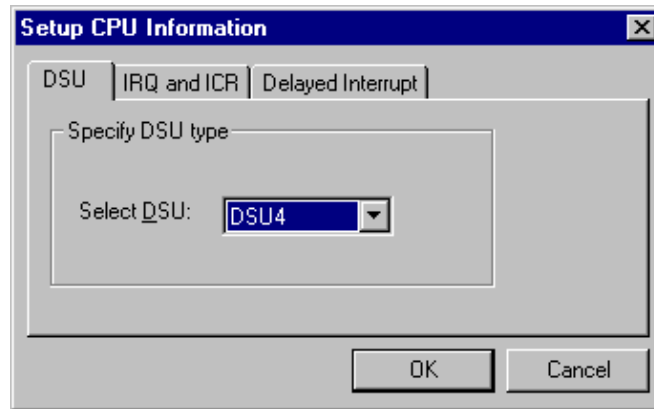 Setup CPU Information
DSU IRQ and ICR Delayed Interrupt
Specify DSU type
Select DSU: DSU4
OK Cancel